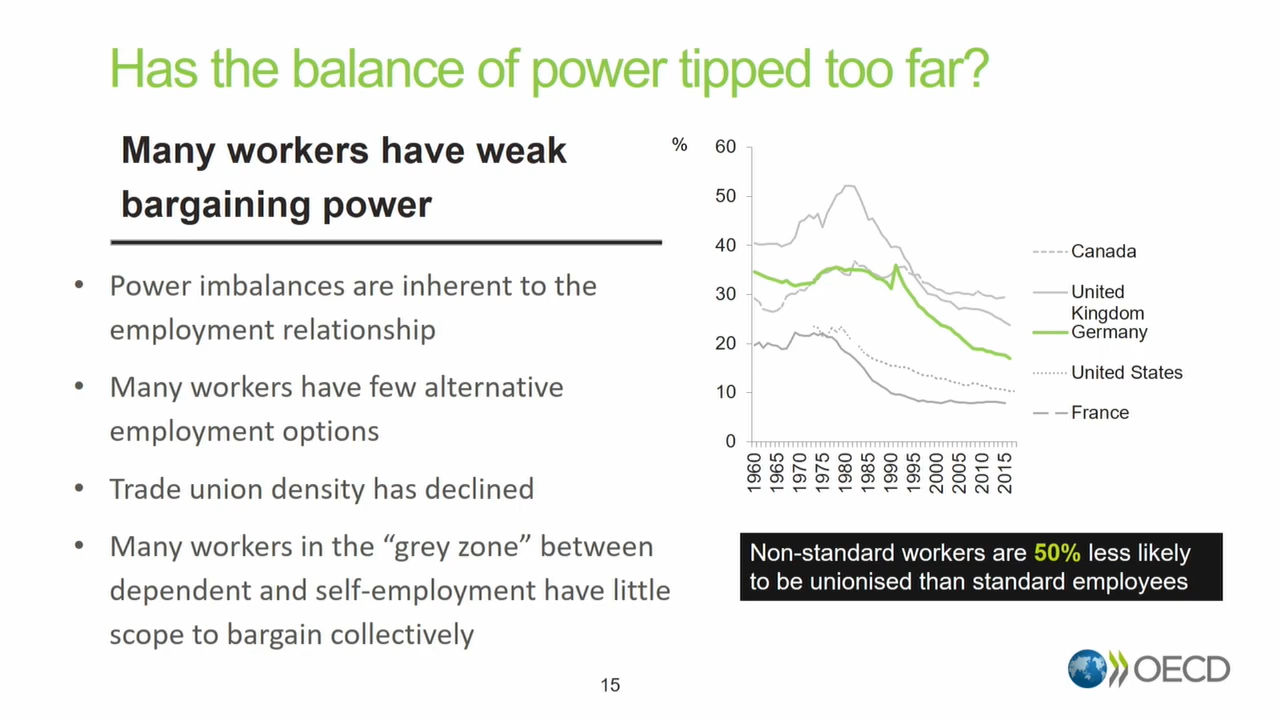 Has the balance of power tipped too far?
Many workers have weak
bargaining power
• Power imbalances are inherent to the
employment relationship
• Many workers have few alternative
employment options
• Trade union density has declined
• Many workers in the “grey zone” between
dependent and self-employment have little
scope to bargain collectively
%
60
50
40
30
20
10
0
1960
1965
1970
1975
1980
1985
1990
1995
2000
2005
2010
2015
Canada
United
Kingdom
Germany
United States
France
Non-standard workers are 50% less likely
to be unionised than standard employees
15
OECD